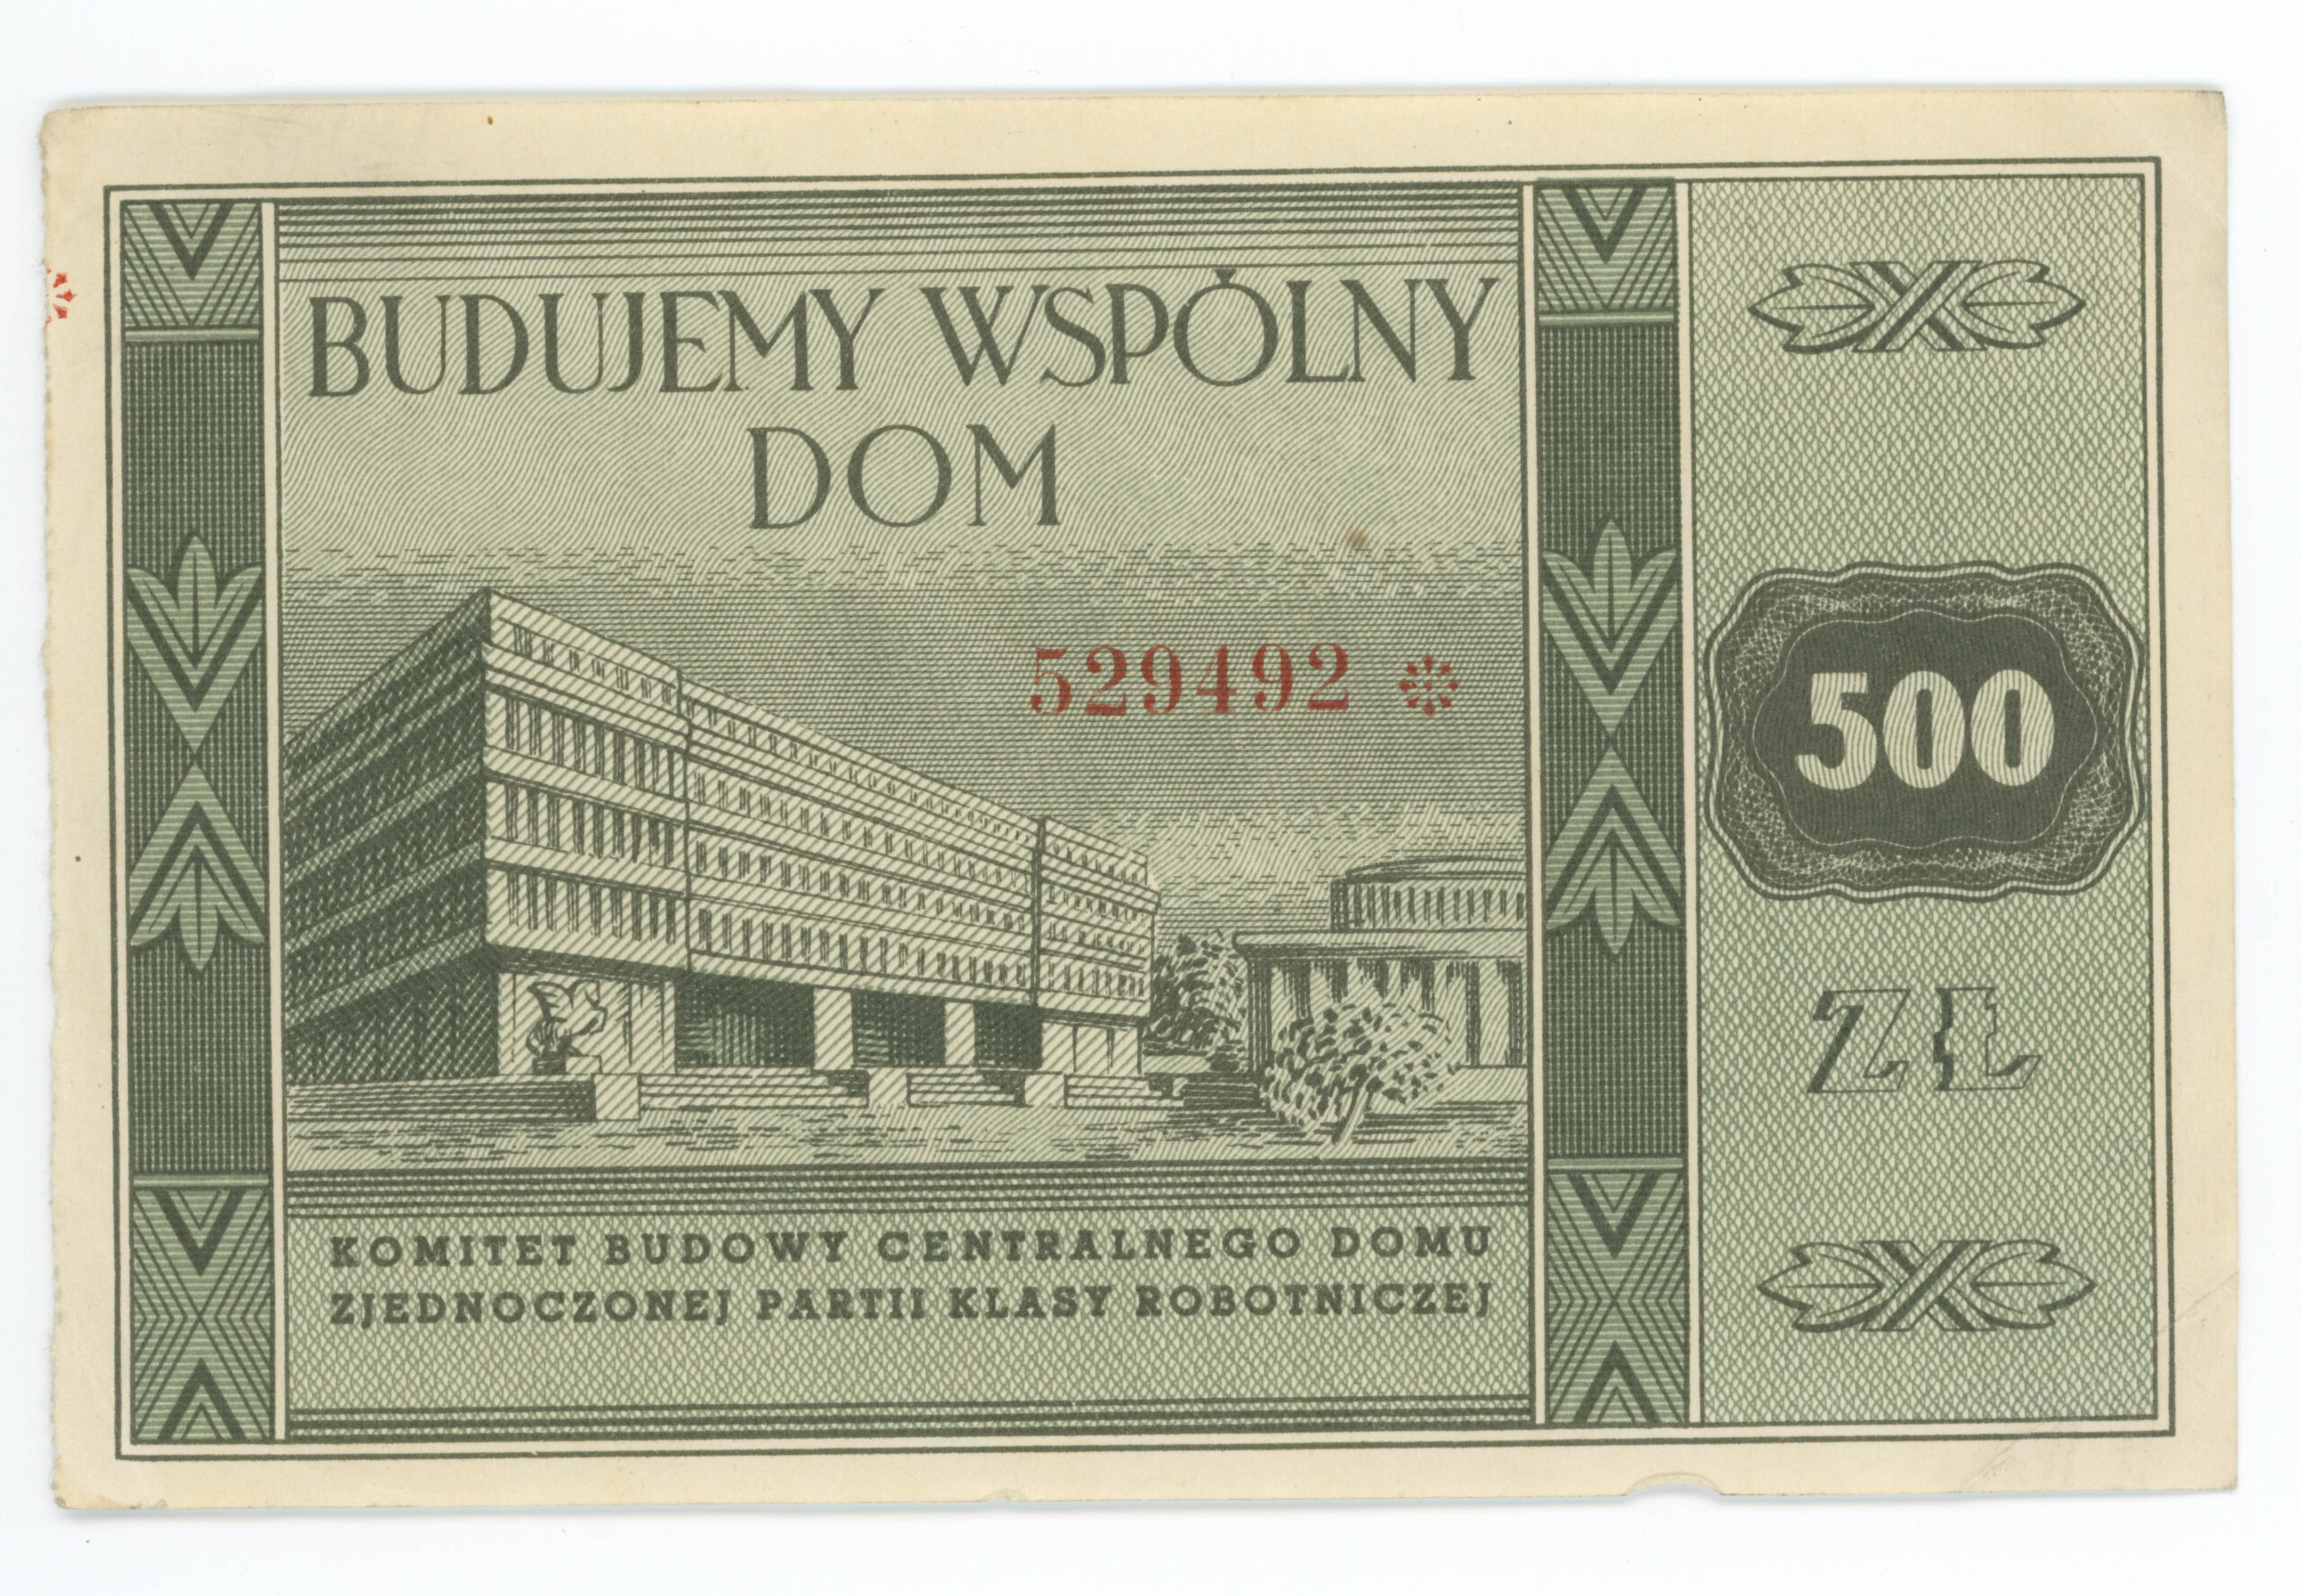 BUDUJEMY WSPÓLNY
DOM
529492
500
ZŁ
KOMITET BUDOWY CENTRALNEGO DOMU
ZJEDNOCZONEJ PARTII KLASY ROBOTNICZEJ